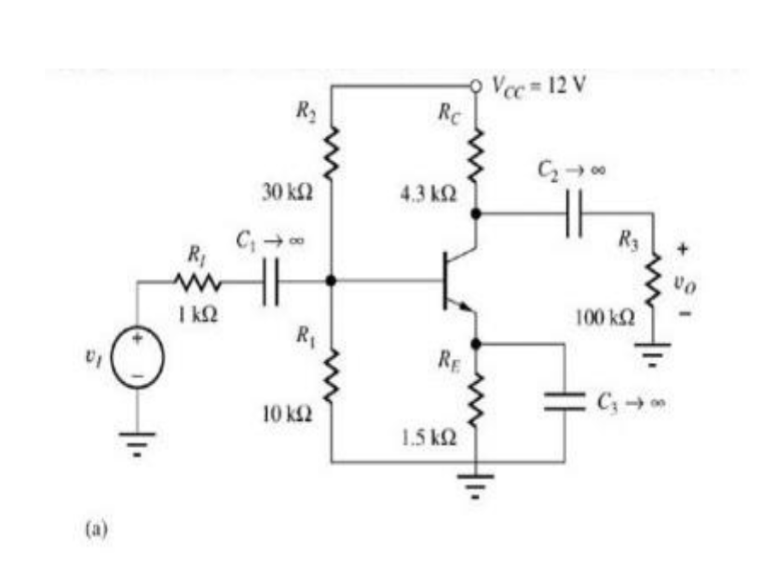 V_CC = 12 V
R_2
R_C
30 kΩ
4.3 kΩ
C_2 → ∞
C_1 → ∞
R_I
1 kΩ
R_3
+
v_O
−
100 kΩ
v_I
+
−
R_1
10 kΩ
R_E
1.5 kΩ
C_3 → ∞
(a)